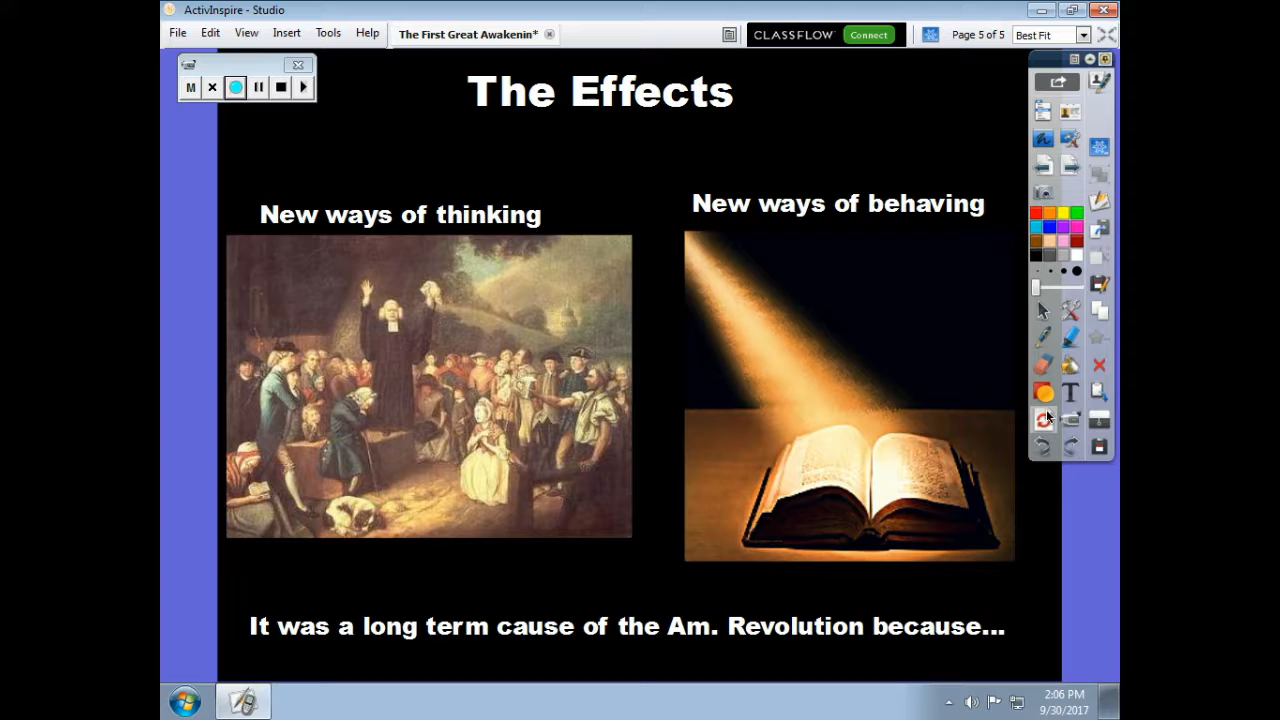 ActivInspire - Studio
File Edit View Insert Tools Help
The First Great Awakenin*
CLASSFLOW Connect
Page 5 of 5
Best Fit
M
The Effects
New ways of thinking
New ways of behaving
It was a long term cause of the Am. Revolution because...
T
2:06 PM
9/30/2017